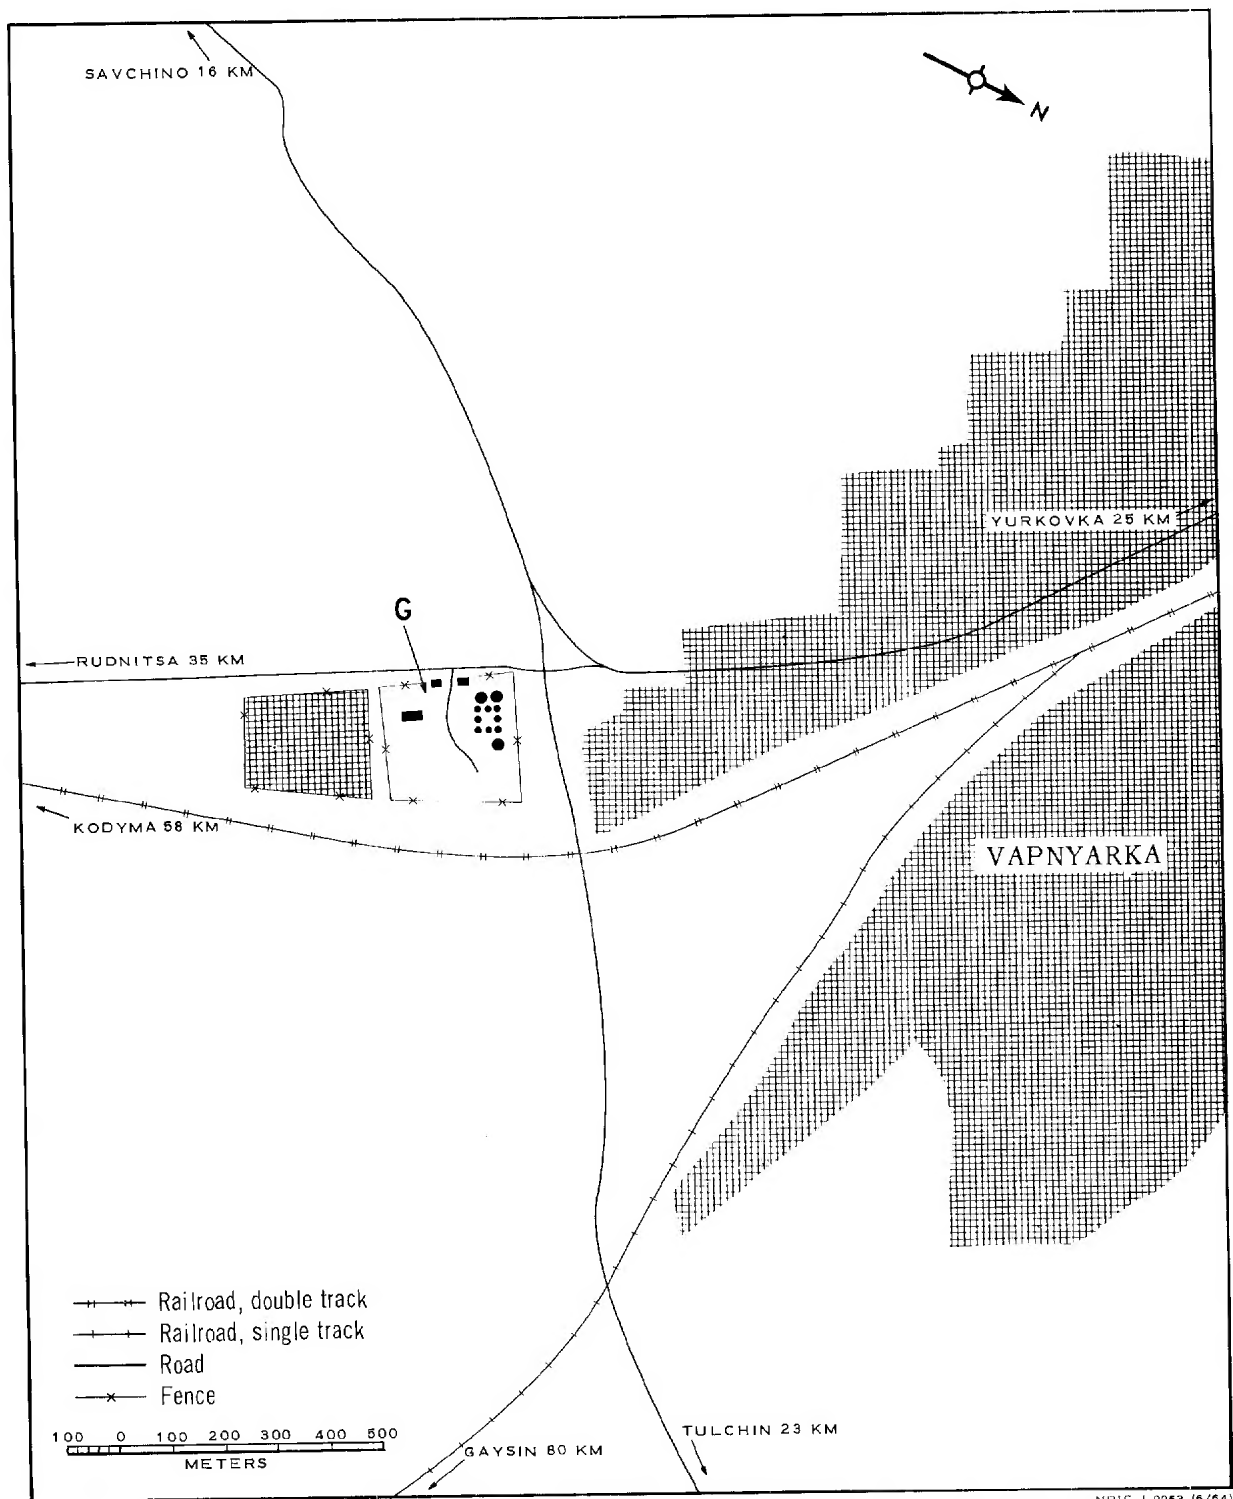 SAVCHINO 16 KM
N
YURKOVKA 25 KM
G
RUDNITSA 35 KM
KODYMA 58 KM
VAPNYARKA
Railroad, double track
Railroad, single track
Road
Fence
100 0 100 200 300 400 500
METERS
GAYSIN 80 KM
TULCHIN 23 KM